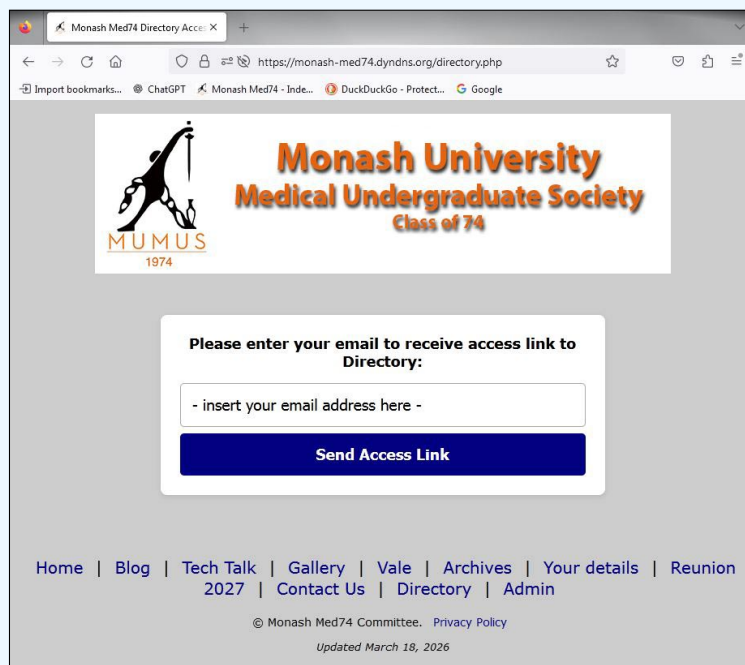 Monash Med74 Directory Acces
https://monash-med74.dyndns.org/directory.php
Import bookmarks... ChatGPT Monash Med74 - Inde... DuckDuckGo - Protect... Google
Monash University
Medical Undergraduate Society
Class of 74
MUMUS
1974
Please enter your email to receive access link to
Directory:
- insert your email address here -
Send Access Link
Home | Blog | Tech Talk | Gallery | Vale | Archives | Your details | Reunion
2027 | Contact Us | Directory | Admin
© Monash Med74 Committee. Privacy Policy
Updated March 18, 2026